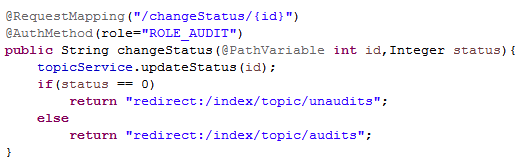 @RequestMapping("/changeStatus/{id}")
@AuthMethod(role="ROLE_AUDIT")
public String changeStatus(@PathVariable int id,Integer status){
    topicService.updateStatus(id);
    if(status == 0)
        return "redirect:/index/topic/unaudits";
    else
        return "redirect:/index/topic/audits";
}